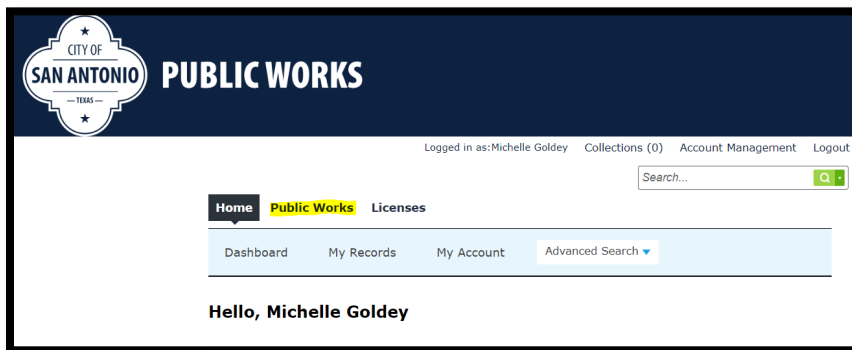 CITY OF
SAN ANTONIO
TEXAS
PUBLIC WORKS
Logged in as:Michelle Goldey Collections (0) Account Management Logout
Search...
Home Public Works Licenses
Dashboard My Records My Account Advanced Search
Hello, Michelle Goldey